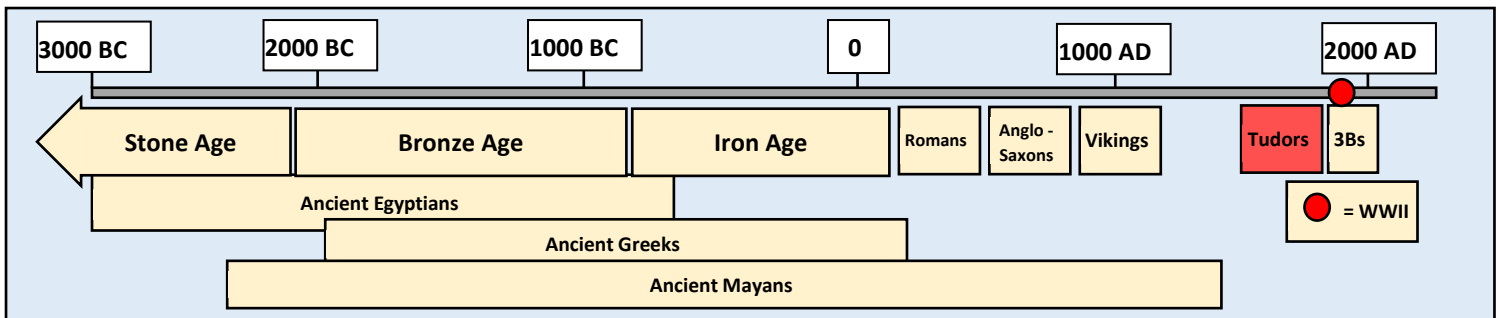 3000 BC
2000 BC
1000 BC
0
1000 AD
2000 AD
Stone Age
Bronze Age
Iron Age
Romans
Anglo -
Saxons
Vikings
Tudors
3Bs
Ancient Egyptians
= WWII
Ancient Greeks
Ancient Mayans